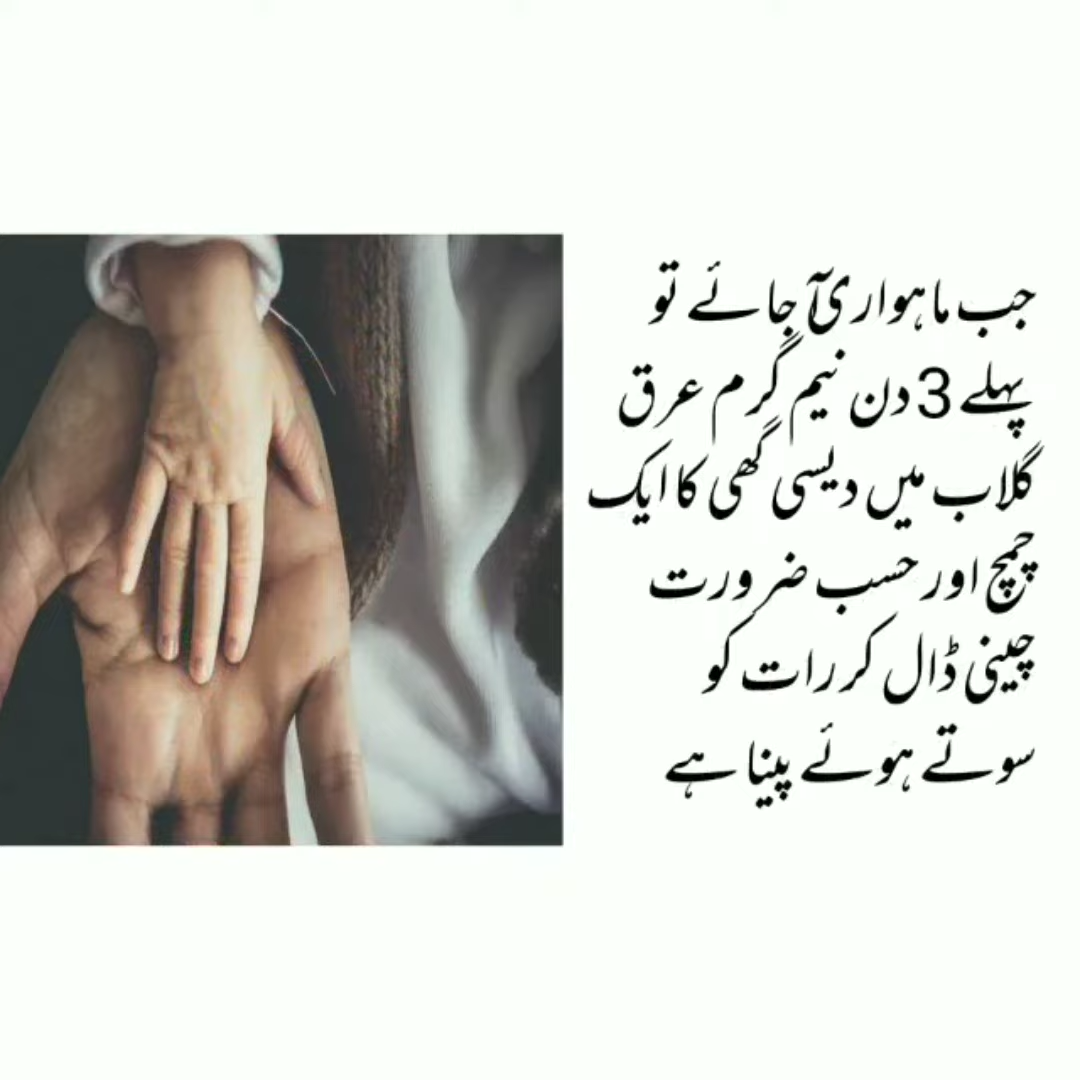 جب ماہواری آ جائے تو
پہلے 3 دن نیم گرم عرق
گلاب میں دیسی گھی کا ایک
چمچ اور حسب ضرورت
چینی ڈال کر رات کو
سوتے ہوئے پینا ہے